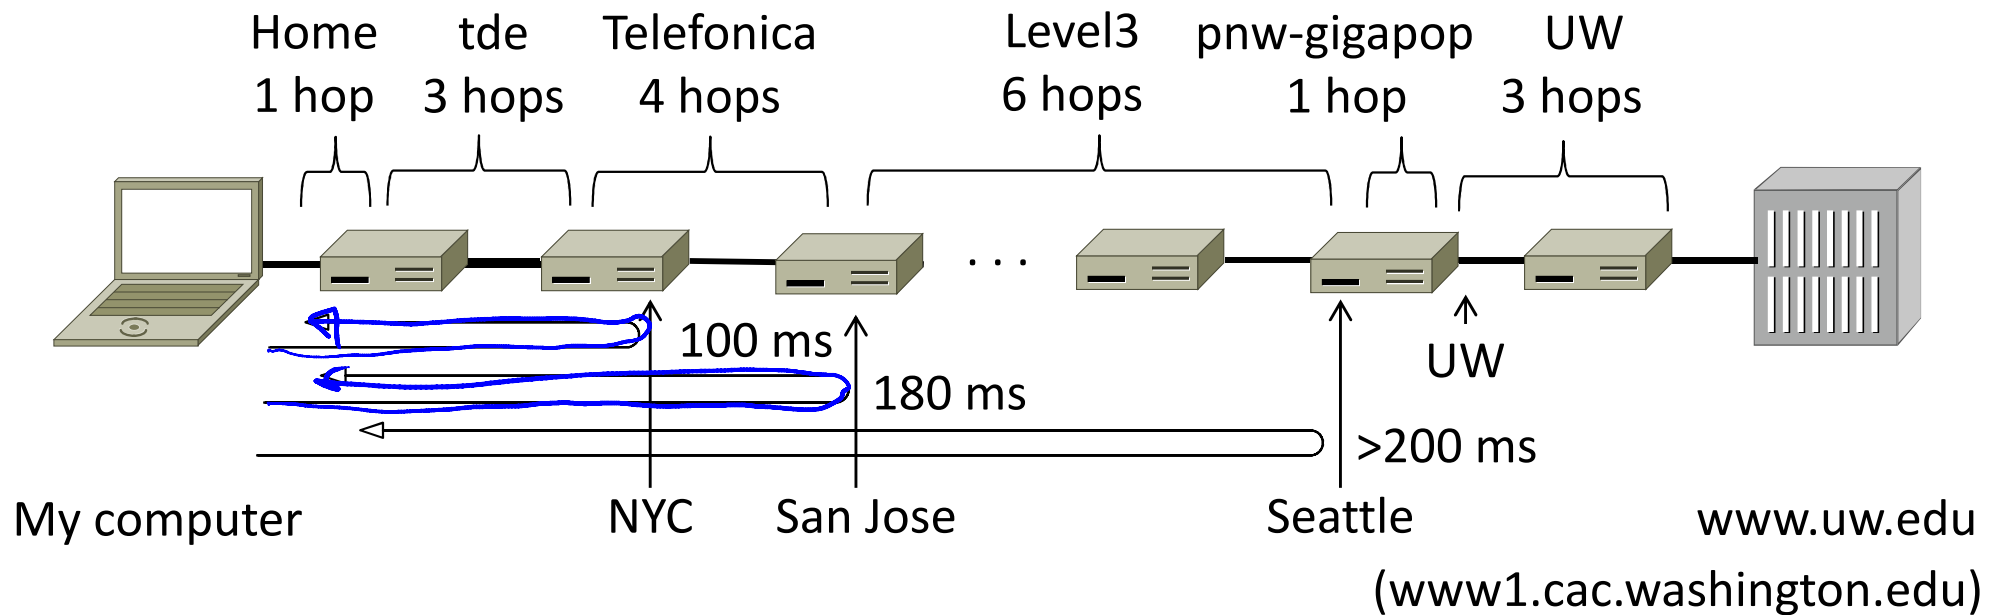 Home tde Telefonica Level3 pnw-gigapop UW
1 hop 3 hops 4 hops 6 hops 1 hop 3 hops
. . .
100 ms
UW
180 ms
>200 ms
My computer NYC San Jose Seattle www.uw.edu
(www1.cac.washington.edu)